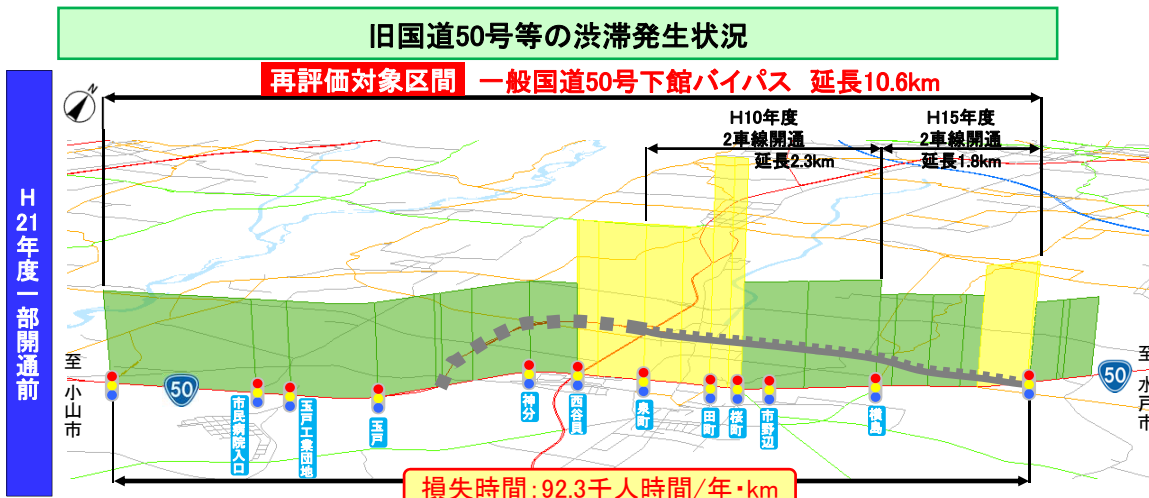 旧国道50号等の渋滞発生状況
再評価対象区間 一般国道50号下館バイパス 延長10.6km
N
H10年度
2車線開通
延長2.3km
H15年度
2車線開通
延長1.8km
H21年度一部開通前
至小山市
50
市民病院入口
玉戸工業団地
玉戸
神分
西谷貝
泉町
田町
桜町
市野辺
横島
50
至水戸市
損失時間:92.3千人時間/年・km